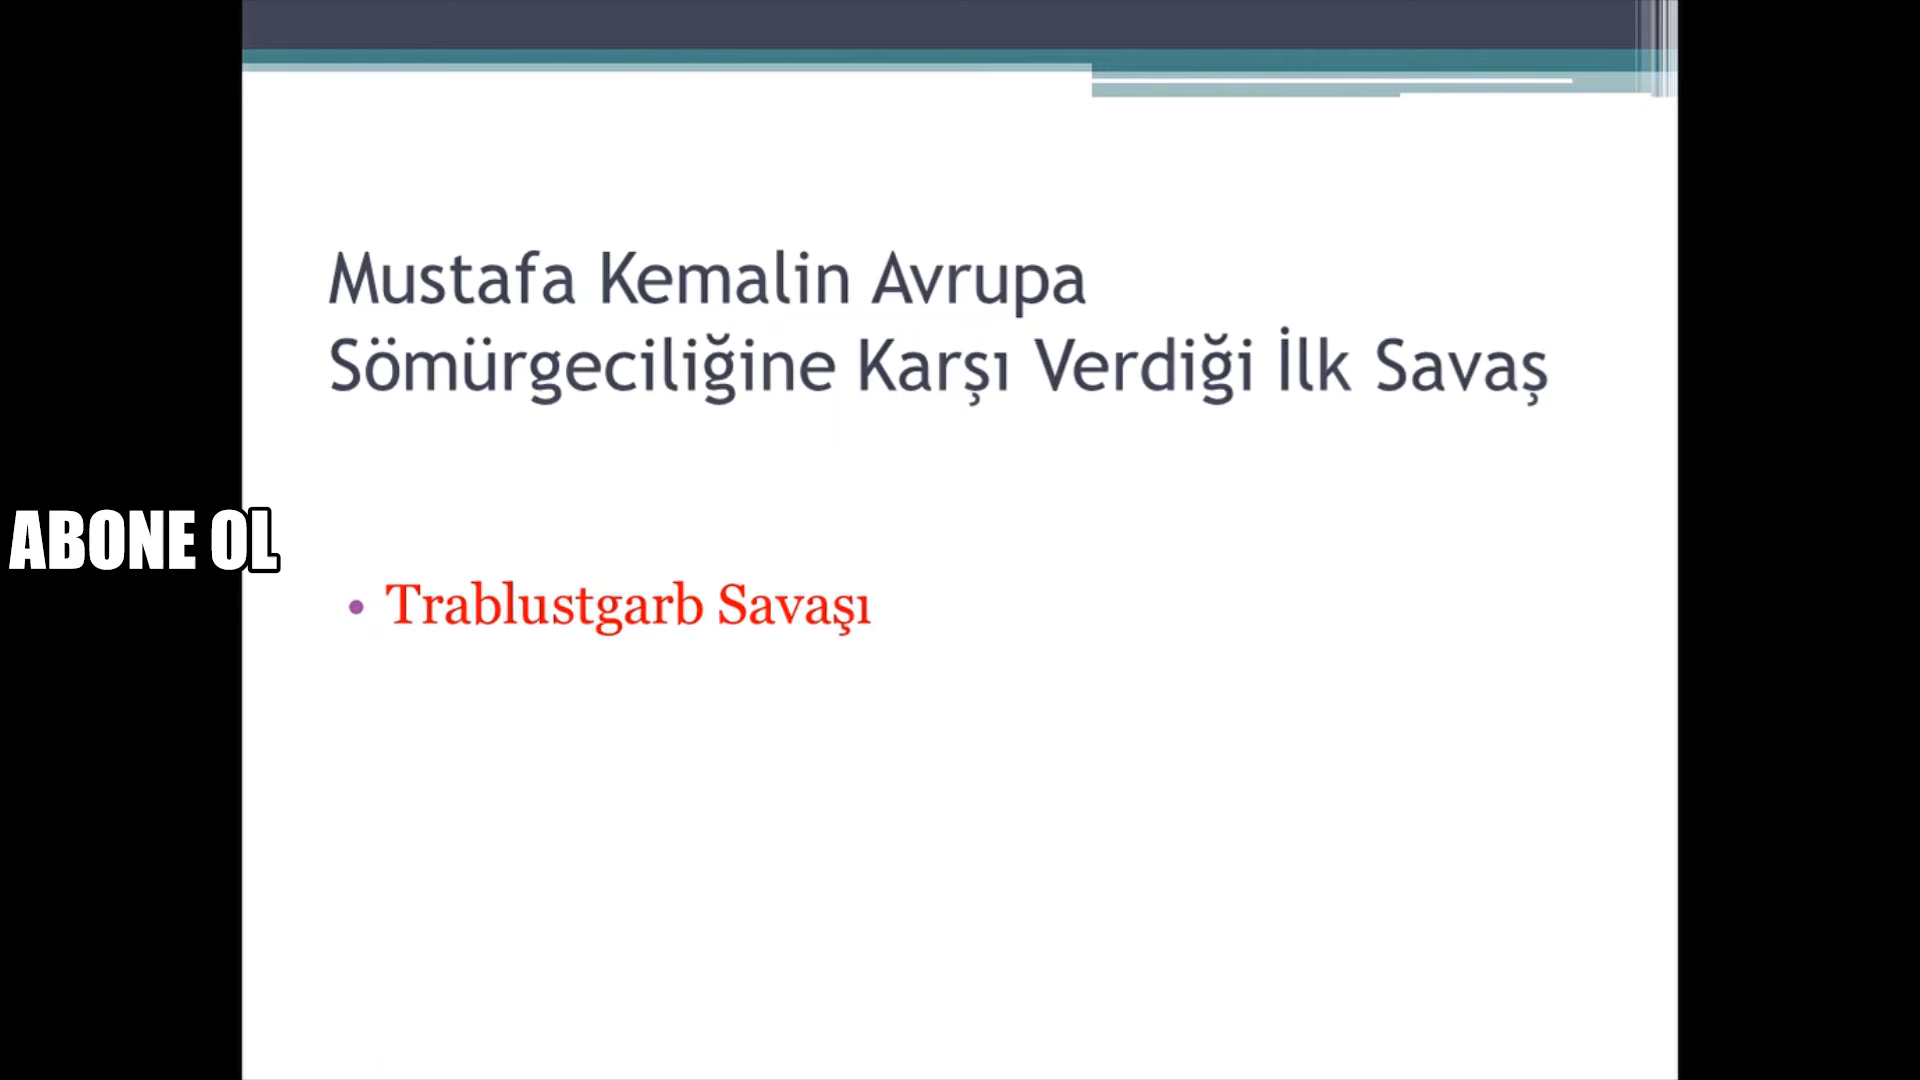 Mustafa Kemalin Avrupa
Sömürgeciliğine Karşı Verdiği İlk Savaş
ABONE OL
• Trablustgarb Savaşı